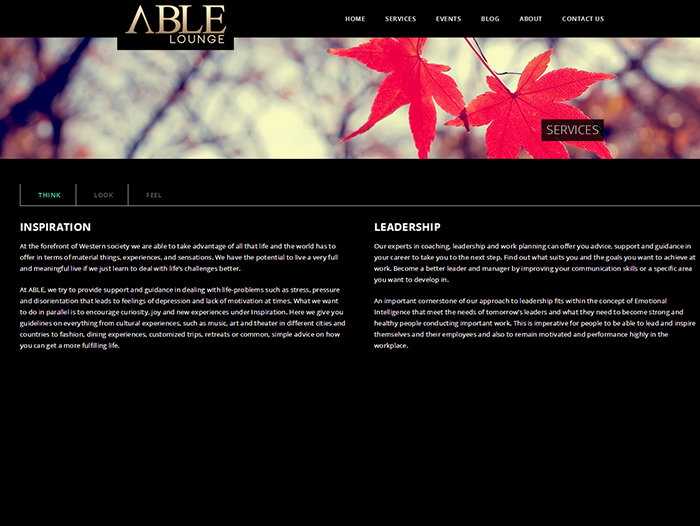 ABLE
LOUNGE
HOME SERVICES EVENTS BLOG ABOUT CONTACT US
SERVICES
THINK LOOK FEEL
INSPIRATION
At the forefront of Western society we are able to take advantage of all that life and the world has to
offer in terms of material things, experiences, and sensations. We have the potential to live a very full
and meaningful live if we just learn to deal with life's challenges better.
At ABLE, we try to provide support and guidance in dealing with life-problems such as stress, pressure
and disorientation that leads to feelings of depression and lack of motivation at times. What we want
to do in parallel is to encourage curiosity, joy and new experiences under Inspiration. Here we give you
guidelines on everything from cultural experiences, such as music, art and theater in different cities and
countries to fashion, dining experiences, customized trips, retreats or common, simple advice on how
you can get a more fulfilling life.
LEADERSHIP
Our experts in coaching, leadership and work planning can offer you advice, support and guidance in
your career to take you to the next step. Find out what suits you and the goals you want to achieve at
work. Become a better leader and manager by improving your communication skills or a specific area
you want to develop in.
An important cornerstone of our approach to leadership fits within the concept of Emotional
Intelligence that meet the needs of tomorrow's leaders and what they need to become strong and
healthy people conducting important work. This is imperative for people to be able to lead and inspire
themselves and their employees and also to remain motivated and performance highly in the
workplace.